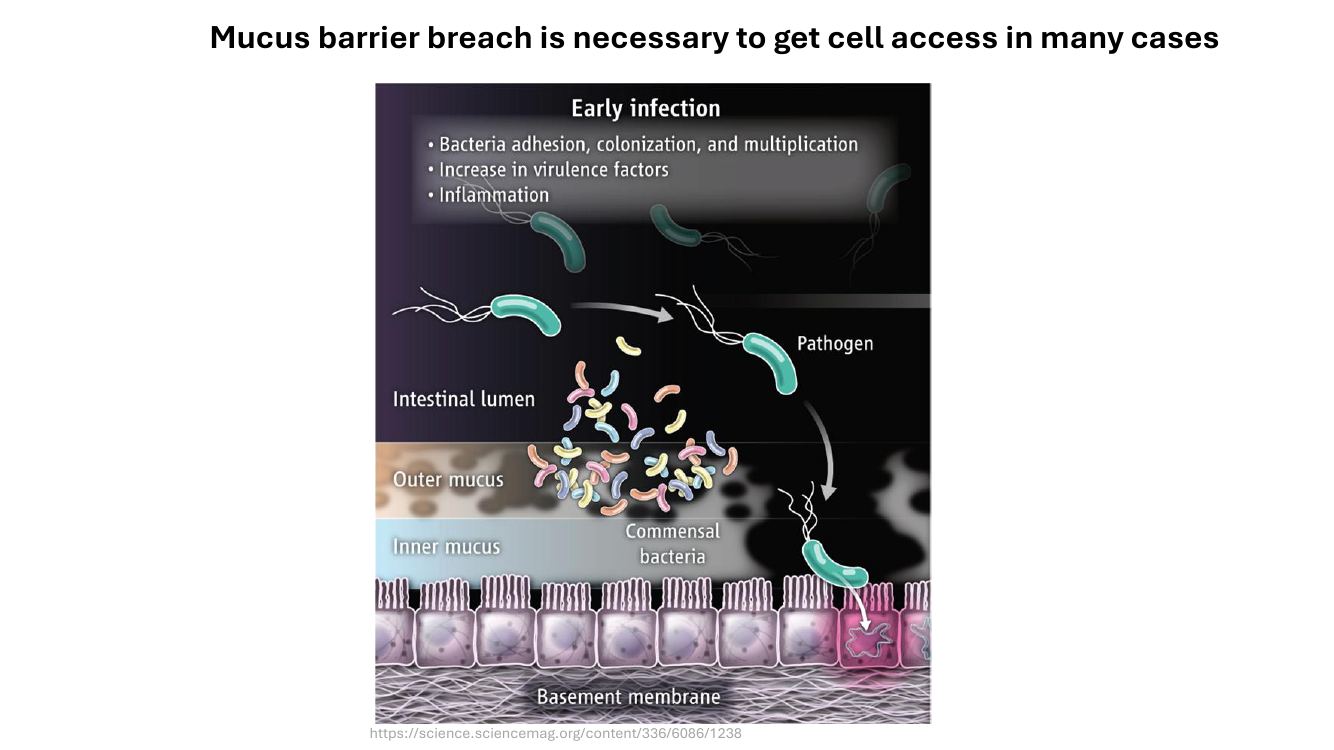 Mucus barrier breach is necessary to get cell access in many cases
Early infection
• Bacteria adhesion, colonization, and multiplication
• Increase in virulence factors
• Inflammation
Pathogen
Intestinal lumen
Outer mucus
Commensal
bacteria
Inner mucus
Basement membrane
https://science.sciencemag.org/content/336/6086/1238